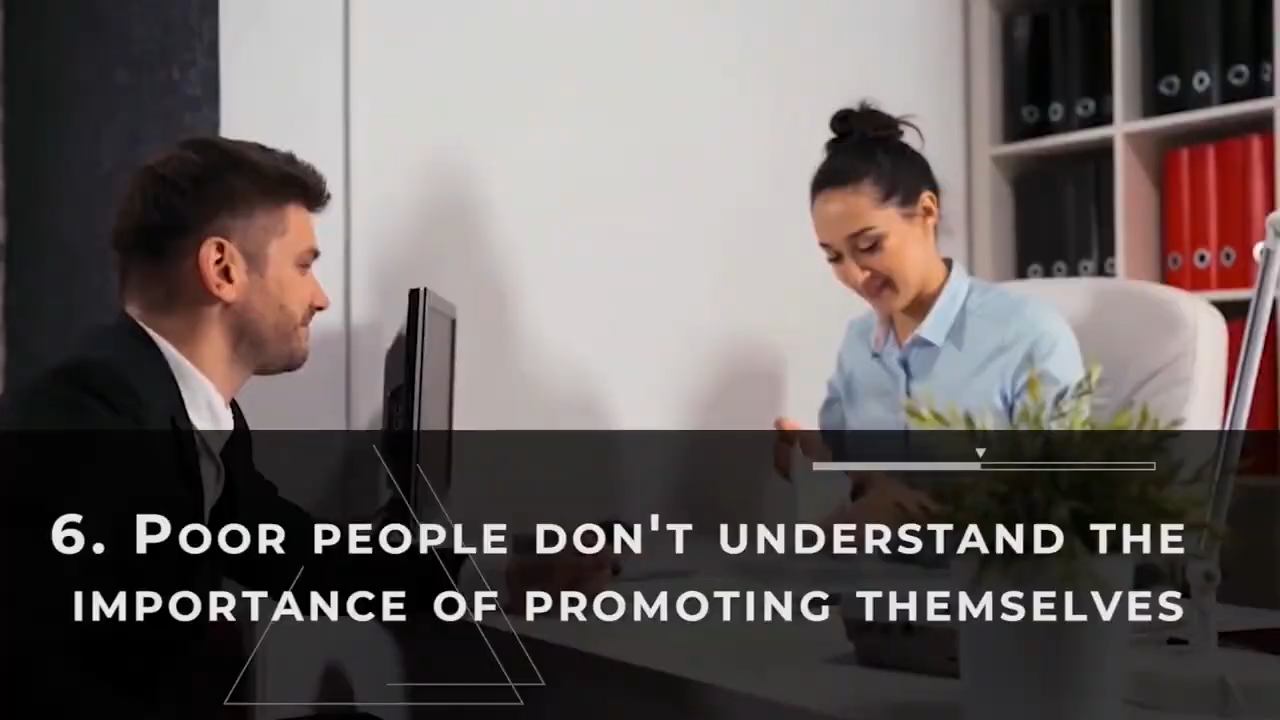 6. Poor people don't understand the
importance of promoting themselves